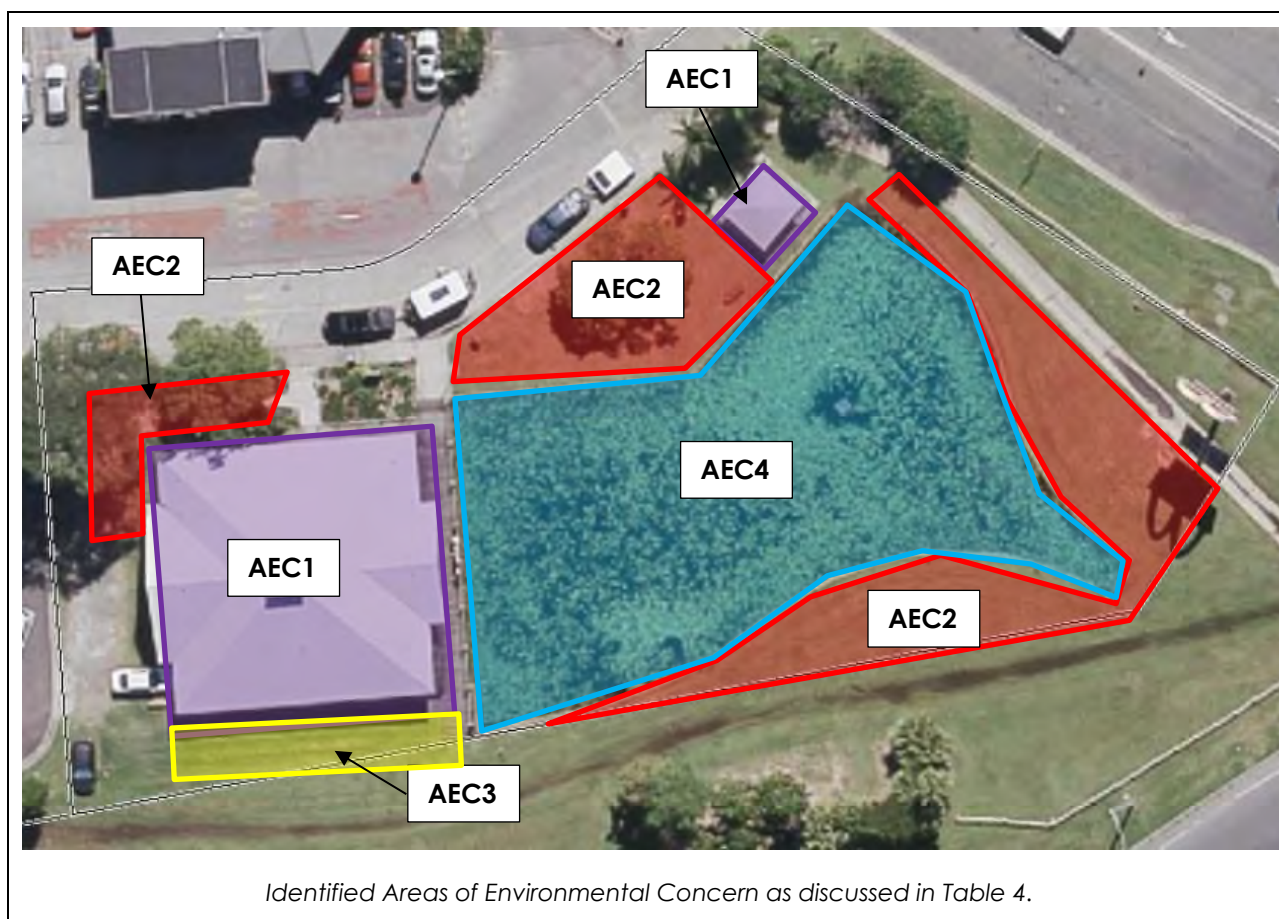 AEC1
AEC2
AEC2
AEC4
AEC1
AEC2
AEC3
Identified Areas of Environmental Concern as discussed in Table 4.